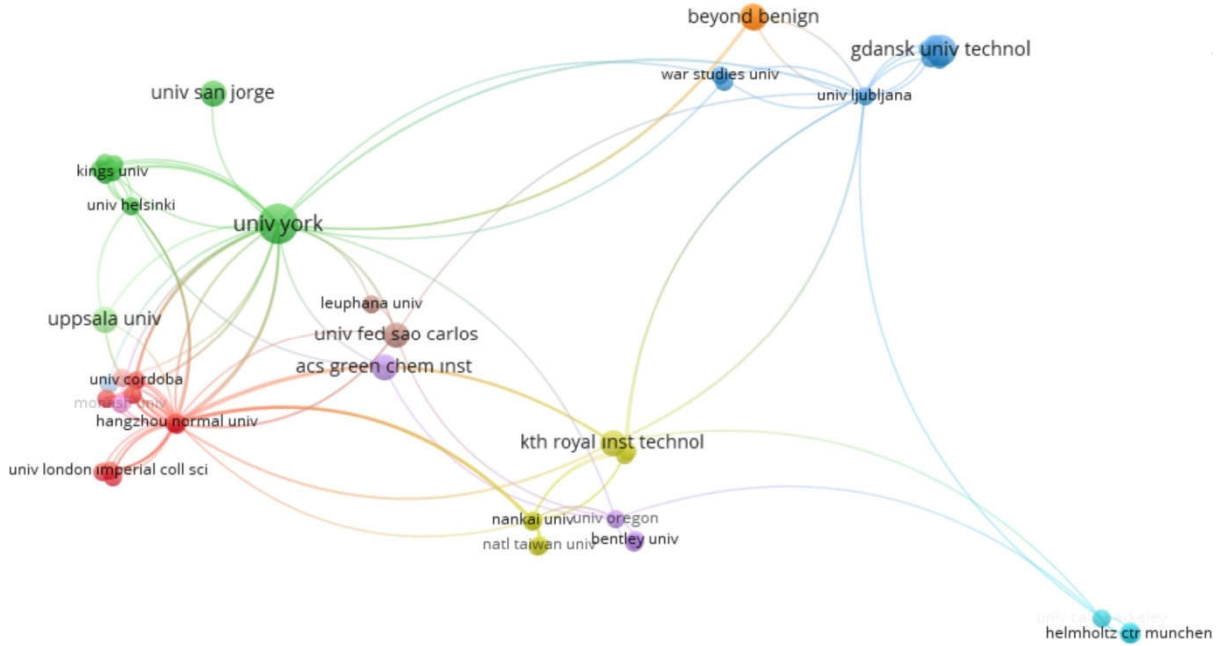 beyond benign
gdansk univ technol
war studies univ
univ san jorge
univ ljubljana
kings univ
univ helsinki
univ york
leuphana univ
uppsala univ
univ fed sao carlos
acs green chem inst
univ cordoba
monash univ
hangzhou normal univ
kth royal inst technol
univ london imperial coll sci
nankai univ
univ oregon
natl taiwan univ
bentley univ
helmholtz ctr munchen